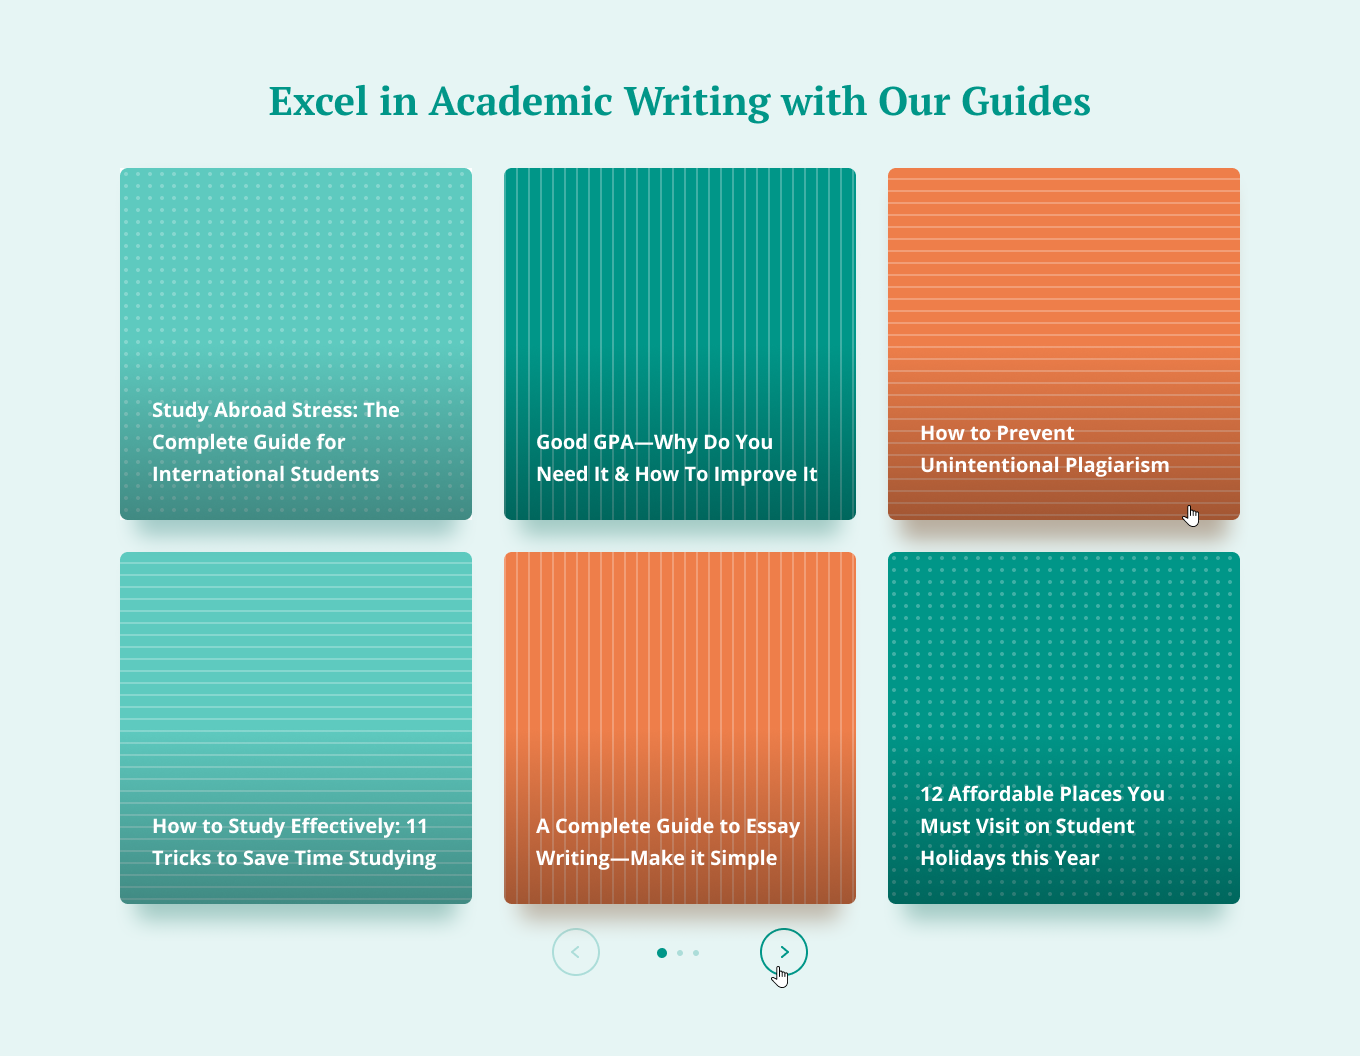 Excel in Academic Writing with Our Guides
Study Abroad Stress: The
Complete Guide for
International Students
Good GPA—Why Do You
Need It & How To Improve It
How to Prevent
Unintentional Plagiarism
How to Study Effectively: 11
Tricks to Save Time Studying
A Complete Guide to Essay
Writing—Make it Simple
12 Affordable Places You
Must Visit on Student
Holidays this Year